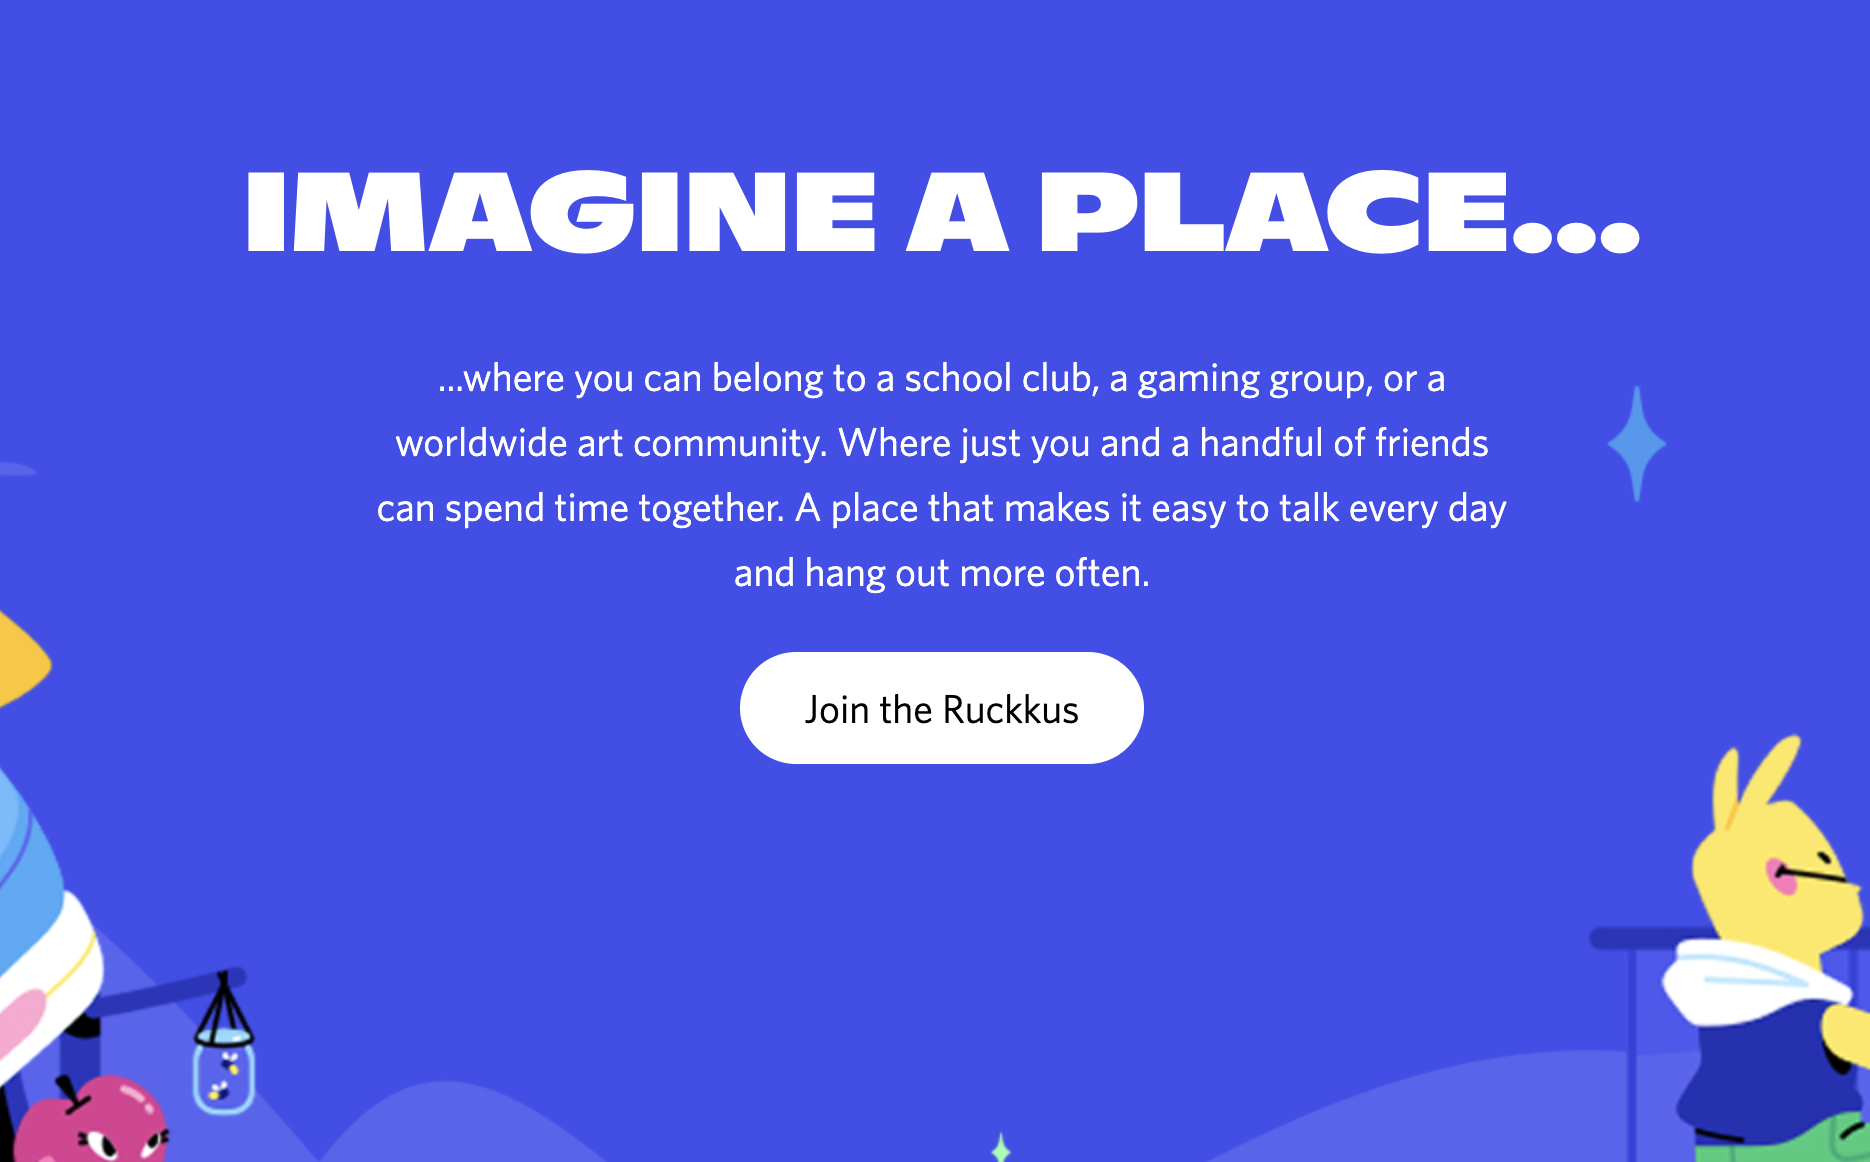 IMAGINE A PLACE...
...where you can belong to a school club, a gaming group, or a
worldwide art community. Where just you and a handful of friends
can spend time together. A place that makes it easy to talk every day
and hang out more often.
Join the Ruckkus